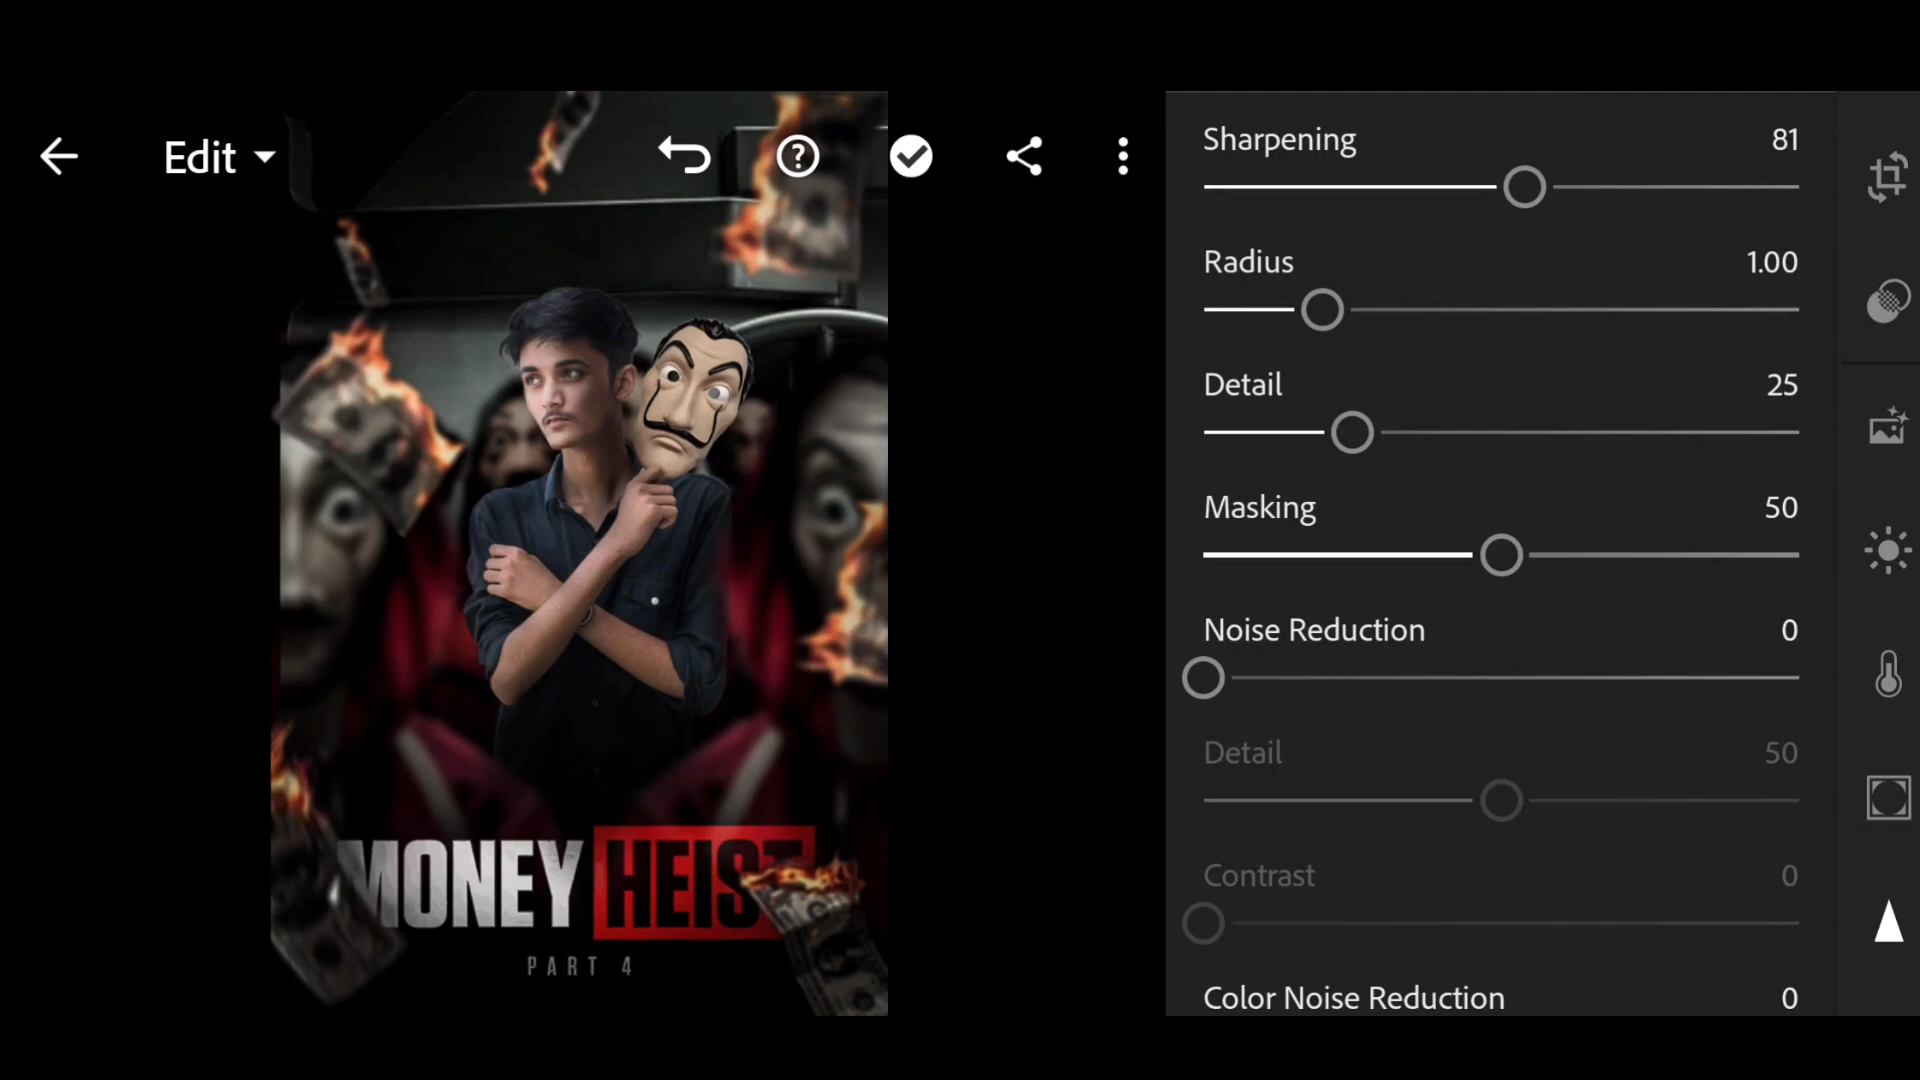 Edit
Sharpening 81
Radius 1.00
Detail 25
Masking 50
Noise Reduction 0
Detail 50
Contrast 0
Color Noise Reduction 0
MONEY HEIST
PART 4